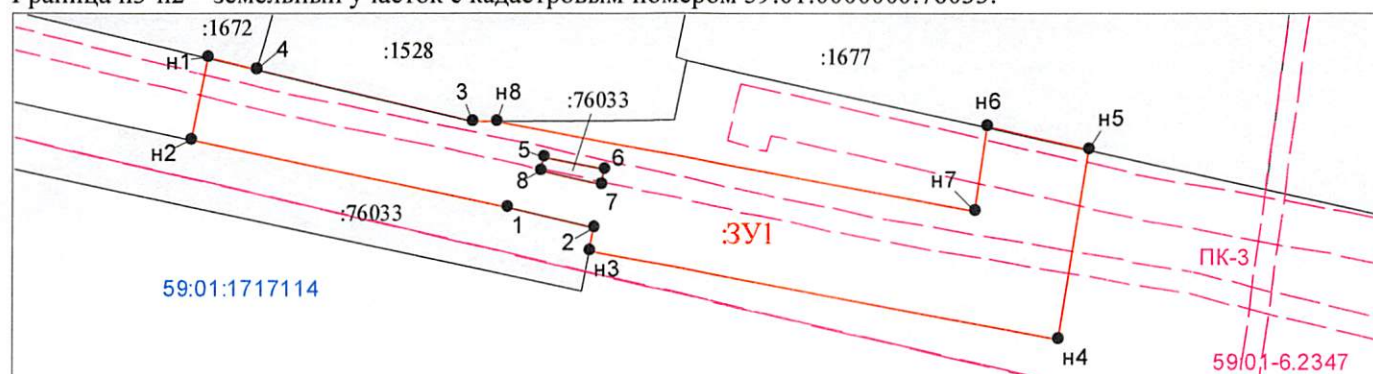 Граница н3-н2 – земельный участок с кадастровым номером 59:01:0000000:76033.
:1672
4
:1528
:1677
н1
3
н8
:76033
н6
н5
н2
5
6
8
7
н7
:76033
1
2
:ЗУ1
н3
ПК-3
59:01:1717114
н4
59:01-6.2347